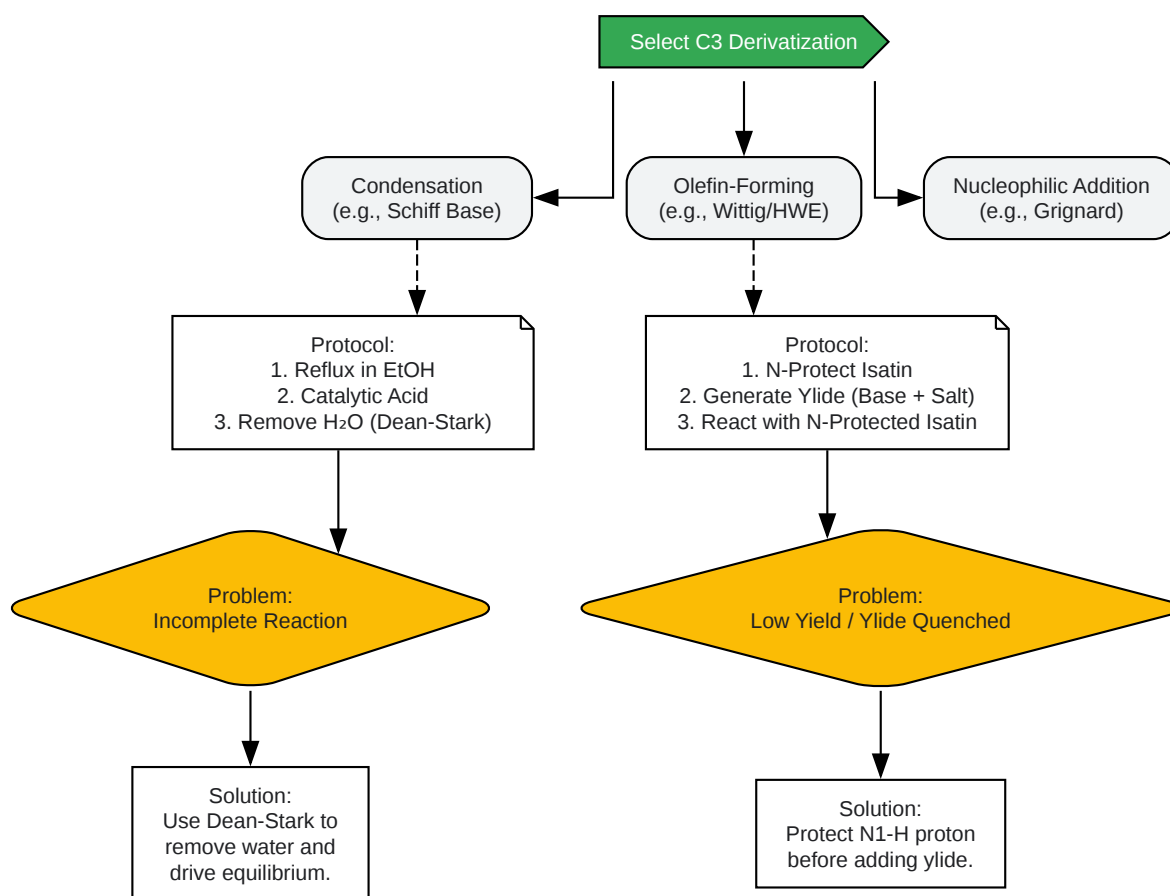 Select C3 Derivatization
Condensation
(e.g., Schiff Base)
Olefin-Forming
(e.g., Wittig/HWE)
Nucleophilic Addition
(e.g., Grignard)
Protocol:
1. Reflux in EtOH
2. Catalytic Acid
3. Remove H₂O (Dean-Stark)
Protocol:
1. N-Protect Isatin
2. Generate Ylide (Base + Salt)
3. React with N-Protected Isatin
Problem:
Incomplete Reaction
Problem:
Low Yield / Ylide Quenched
Solution:
Use Dean-Stark to
remove water and
drive equilibrium.
Solution:
Protect N1-H proton
before adding ylide.